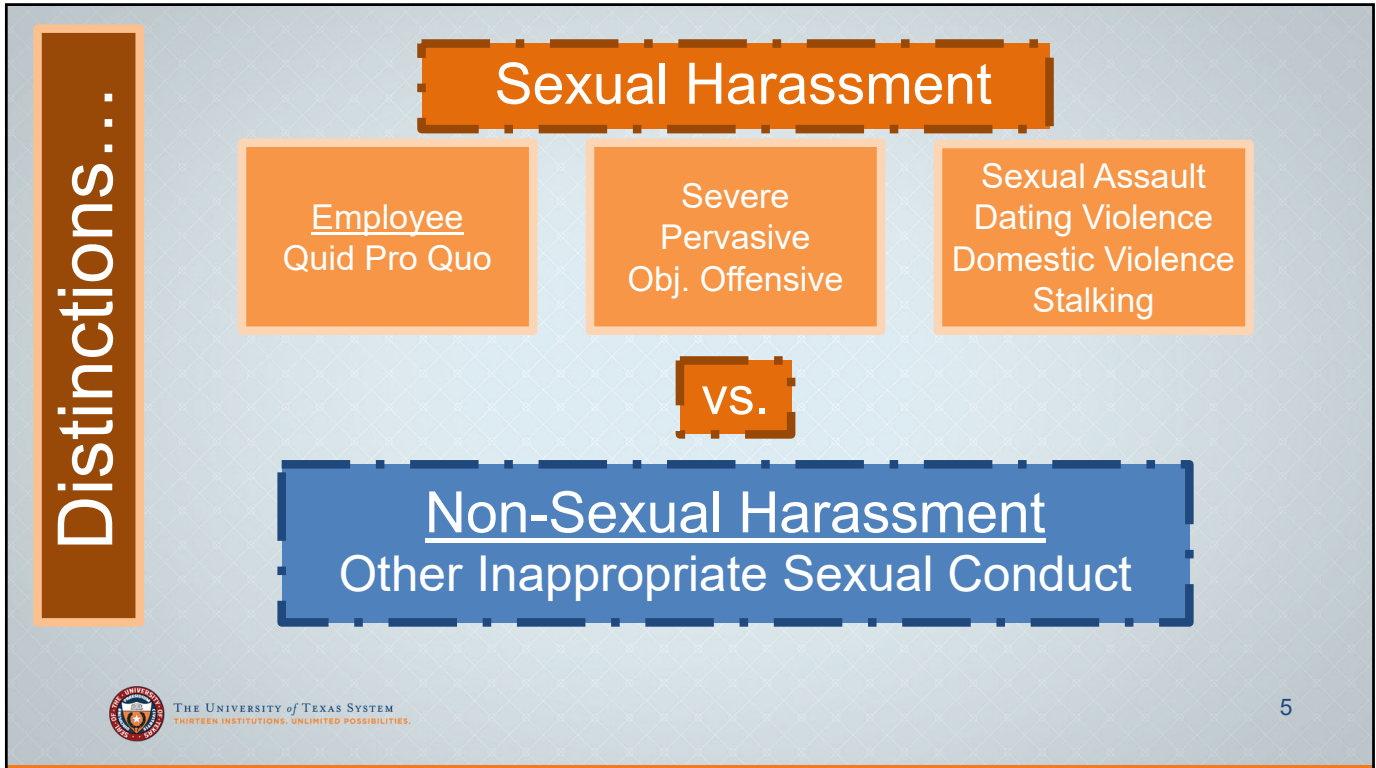 Distinctions...
Sexual Harassment
Employee
Quid Pro Quo
Severe
Pervasive
Obj. Offensive
Sexual Assault
Dating Violence
Domestic Violence
Stalking
vs.
Non-Sexual Harassment
Other Inappropriate Sexual Conduct
THE UNIVERSITY of TEXAS SYSTEM
THIRTEEN INSTITUTIONS. UNLIMITED POSSIBILITIES.
5